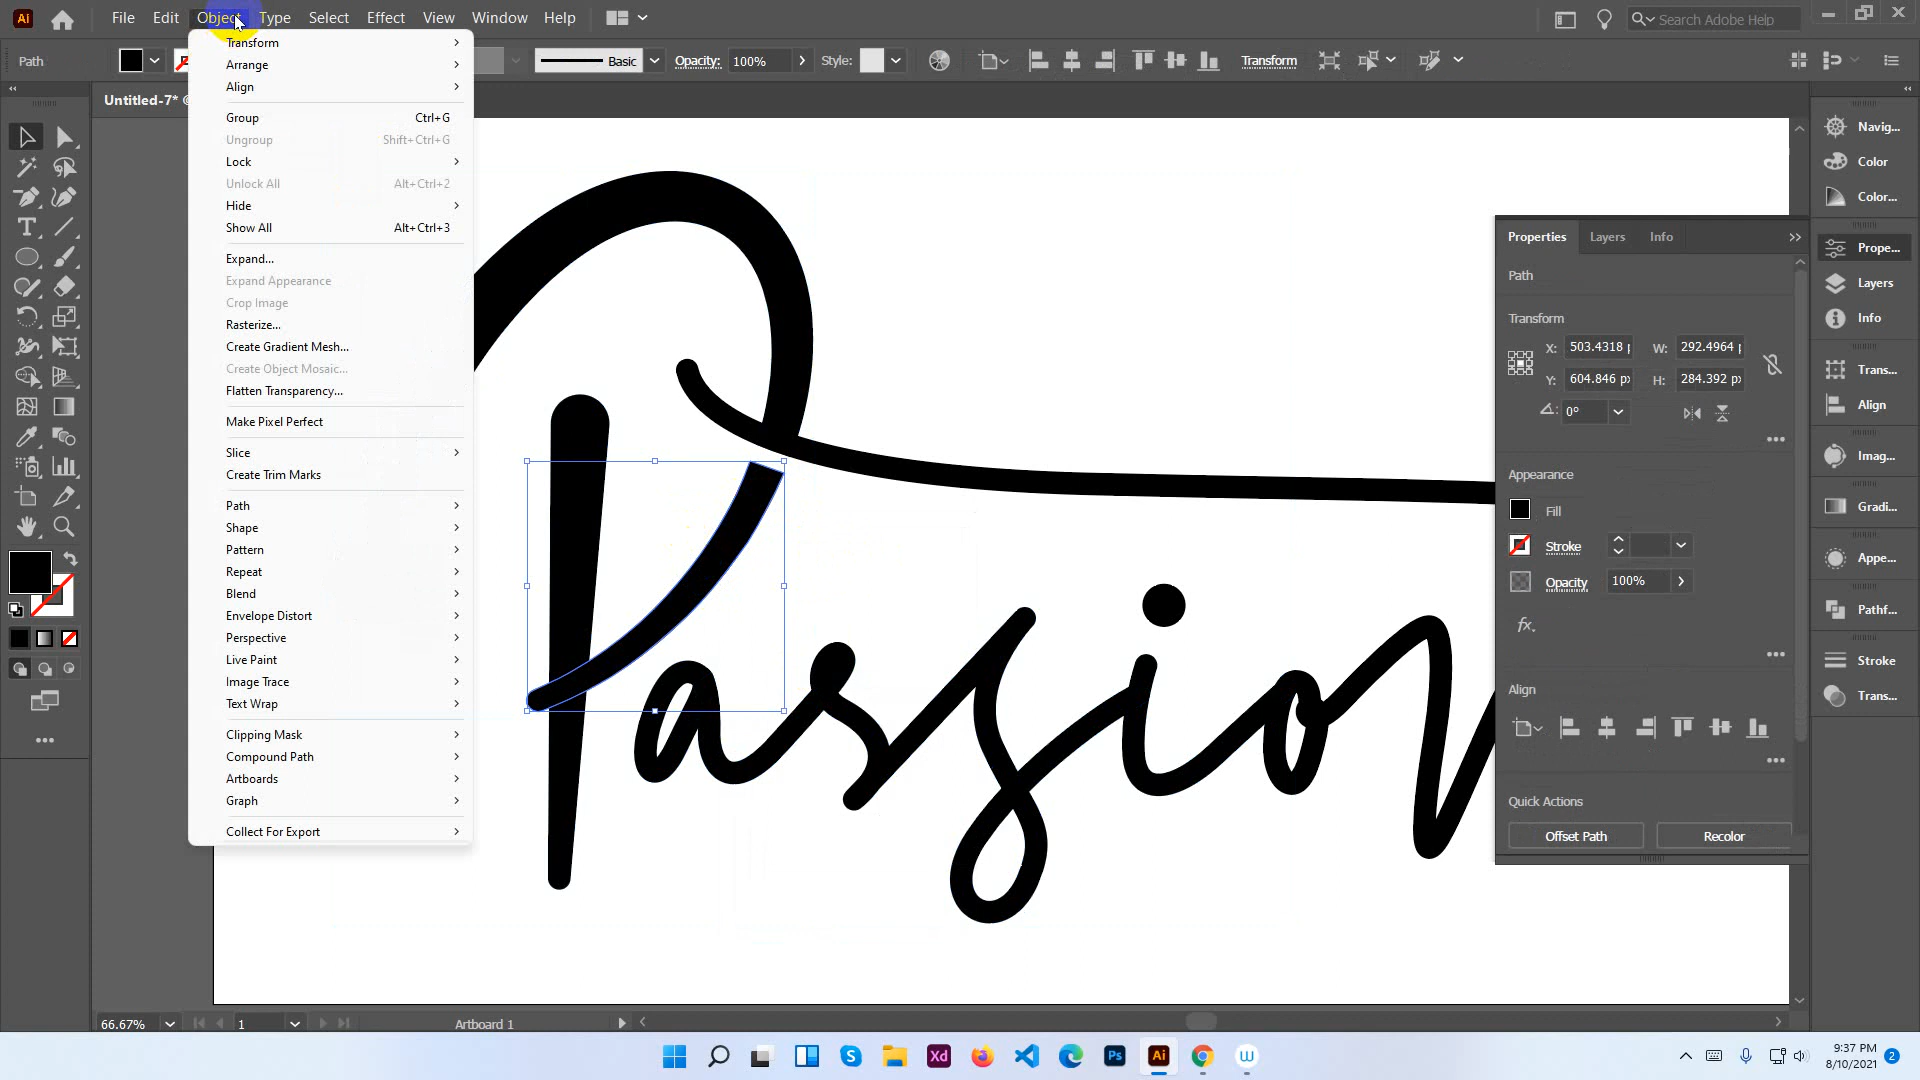 Ai File Edit Object Type Select Effect View Window Help Search Adobe Help
Path Basic Opacity: 100% Style: Transform
Untitled-7*
Transform
Arrange
Align
Group Ctrl+G
Ungroup Shift+Ctrl+G
Lock
Unlock All Alt+Ctrl+2
Hide
Show All Alt+Ctrl+3
Expand...
Expand Appearance
Crop Image
Rasterize...
Create Gradient Mesh...
Create Object Mosaic...
Flatten Transparency...
Make Pixel Perfect
Slice
Create Trim Marks
Path
Shape
Pattern
Repeat
Blend
Envelope Distort
Perspective
Live Paint
Image Trace
Text Wrap
Clipping Mask
Compound Path
Artboards
Graph
Collect For Export
Passion
Properties Layers Info
Path
Transform
X: 503.4318 W: 292.4964
Y: 604.846 px H: 284.392 px
0°
Appearance
Fill
Stroke
Opacity 100%
fx.
Align
Quick Actions
Offset Path Recolor
Navig...
Color
Color...
Prope...
Layers
Info
Trans...
Align
Imag...
Gradi...
Appe...
Pathf...
Stroke
Trans...
66.67% 1 Artboard 1
Xd Ps Ai
9:37 PM
8/10/2021 2